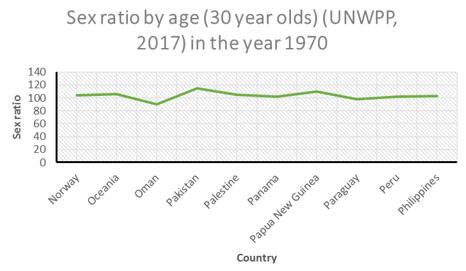 Sex ratio by age (30 year olds) (UNWPP,
2017) in the year 1970
140
120
100
80
60
40
20
0
Sex ratio
Norway
Oceania
Oman
Pakistan
Palestine
Panama
Papua New Guinea
Paraguay
Peru
Philippines
Country